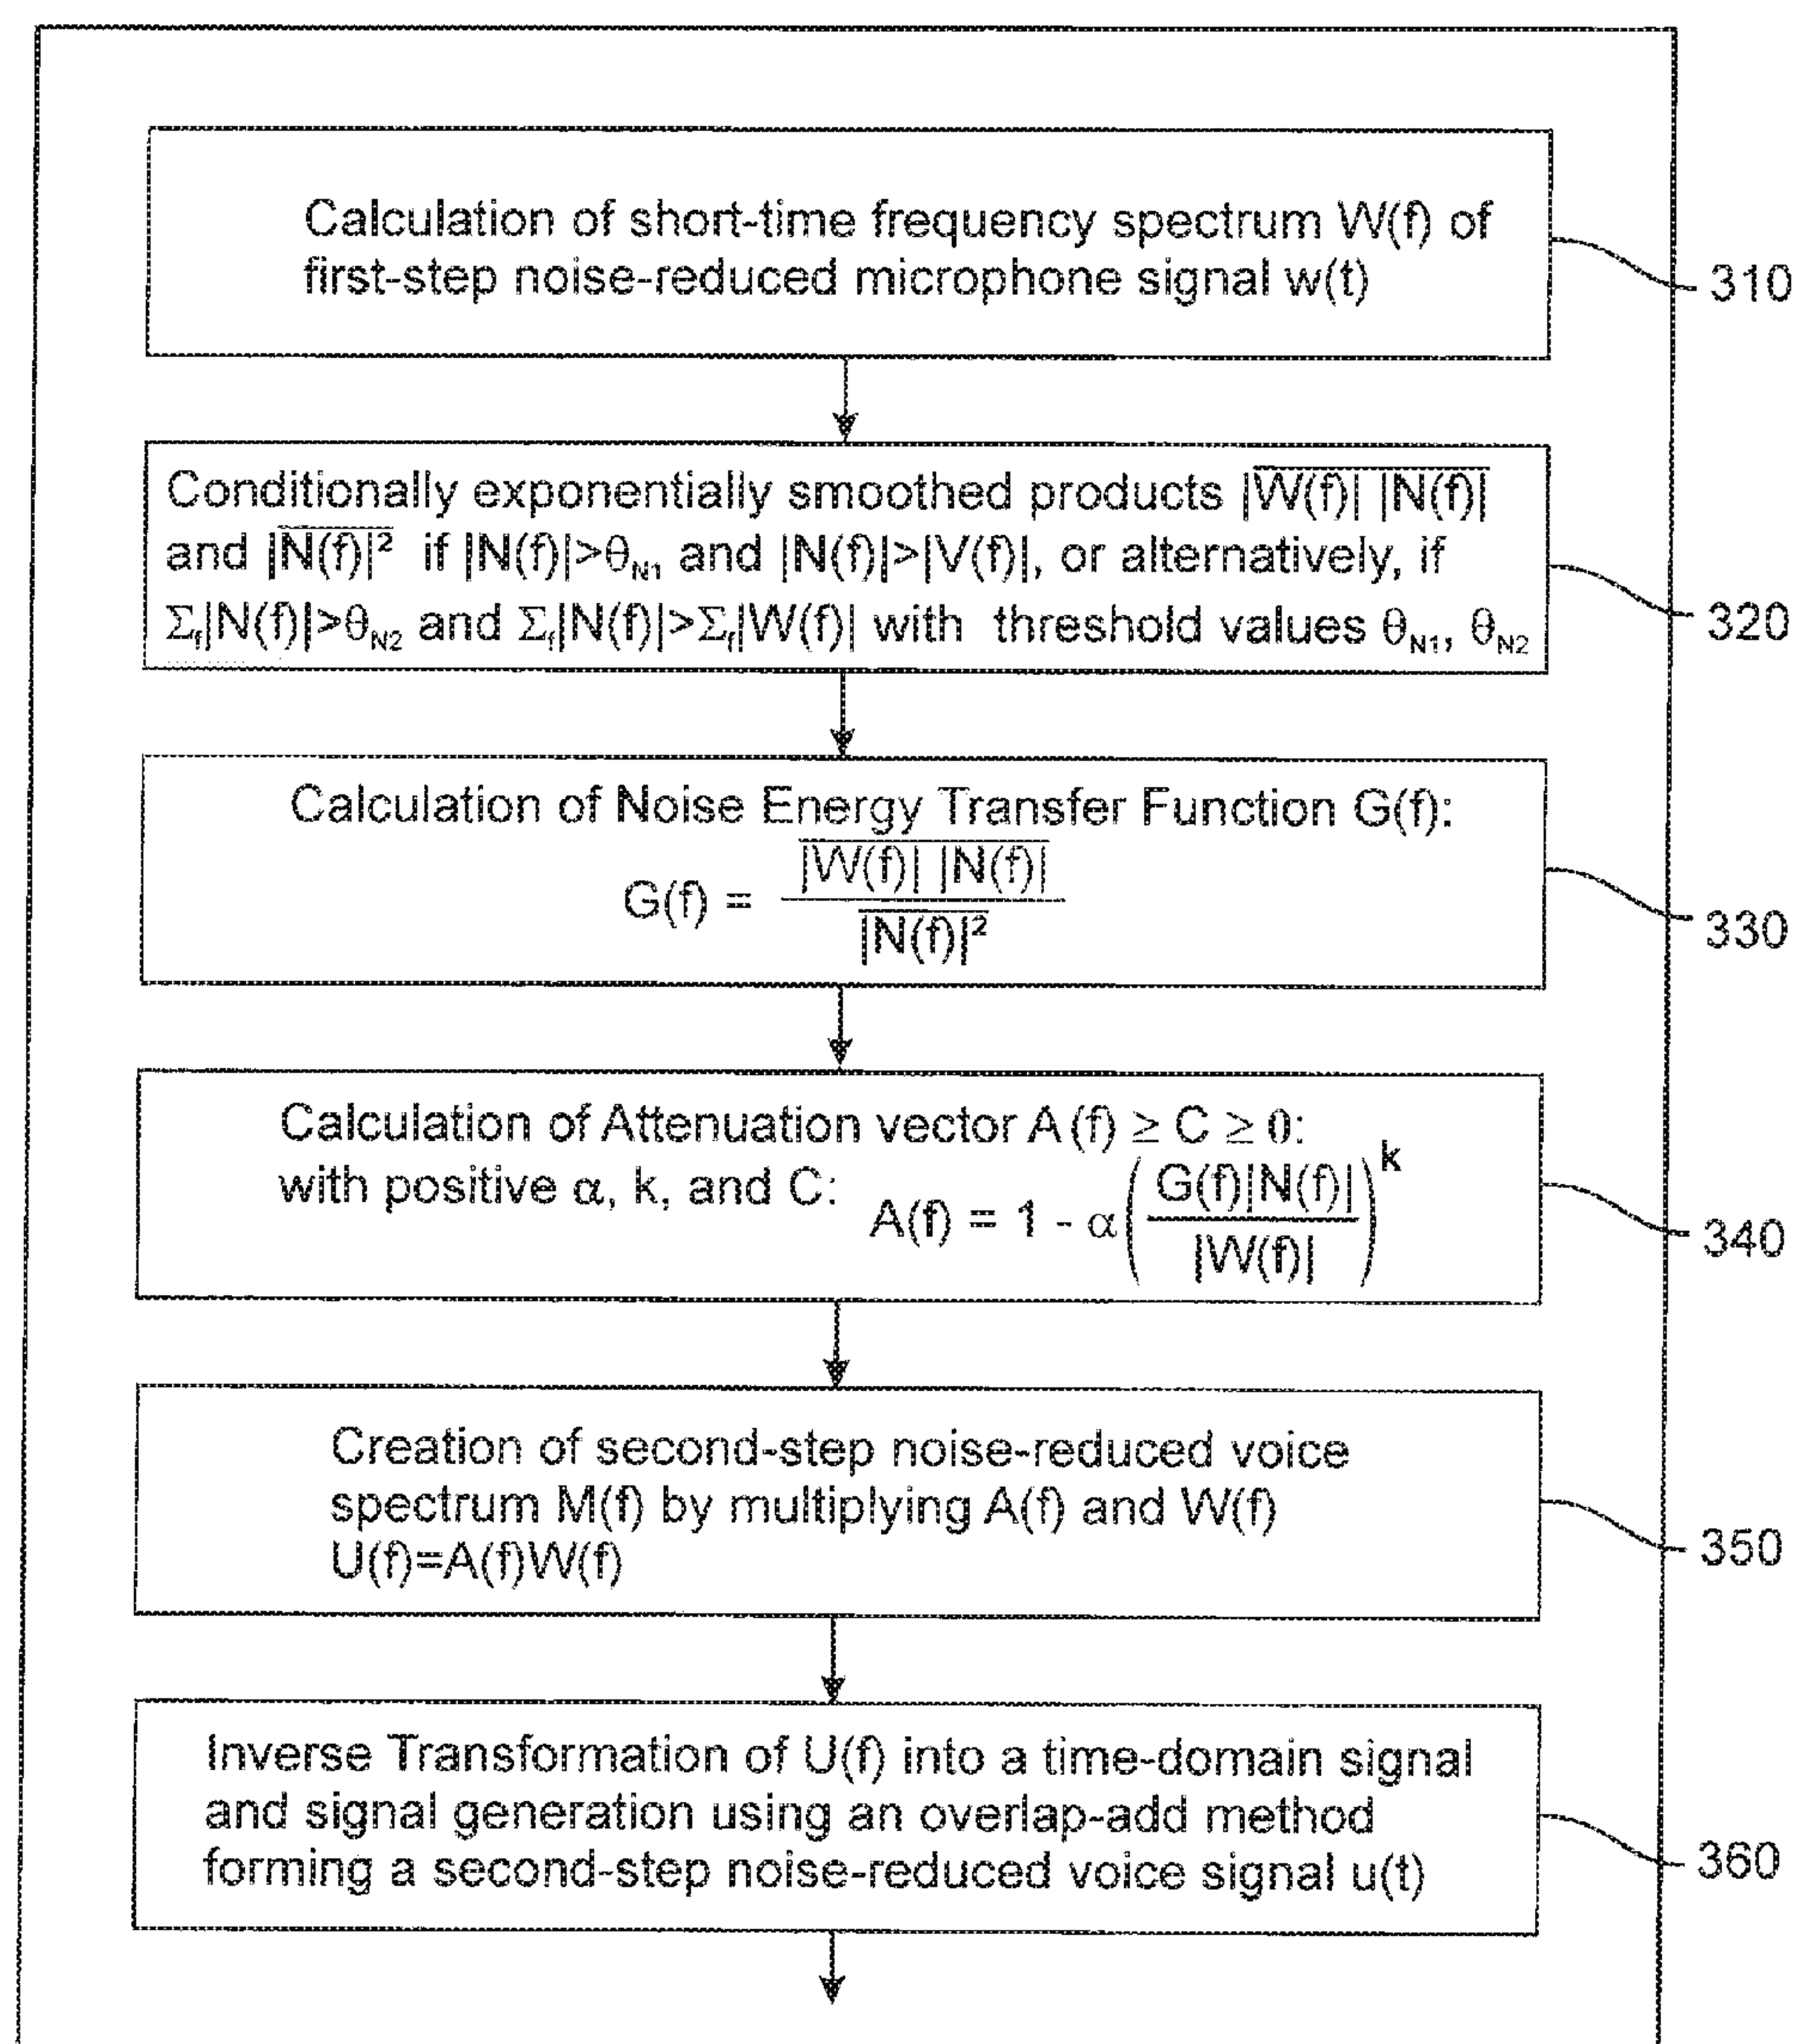 Calculation of short-time frequency spectrum W(f) of
first-step noise-reduced microphone signal w(t)
310
Conditionally exponentially smoothed products |W(f)| |N(f)|
and |N(f)|² if |N(f)|>θN1 and |N(f)|>|V(f)|, or alternatively, if
Σf|N(f)|>θN2 and Σf|N(f)|>Σf|W(f)| with threshold values θN1, θN2
320
Calculation of Noise Energy Transfer Function G(f):
G(f) = |W(f)| |N(f)|
|N(f)|²
330
Calculation of Attenuation vector A(f) ≥ C ≥ 0:
with positive α, k, and C: A(f) = 1 - α(G(f)|N(f)|
|W(f)|)k
340
Creation of second-step noise-reduced voice
spectrum M(f) by multiplying A(f) and W(f)
U(f)=A(f)W(f)
350
Inverse Transformation of U(f) into a time-domain signal
and signal generation using an overlap-add method
forming a second-step noise-reduced voice signal u(t)
360